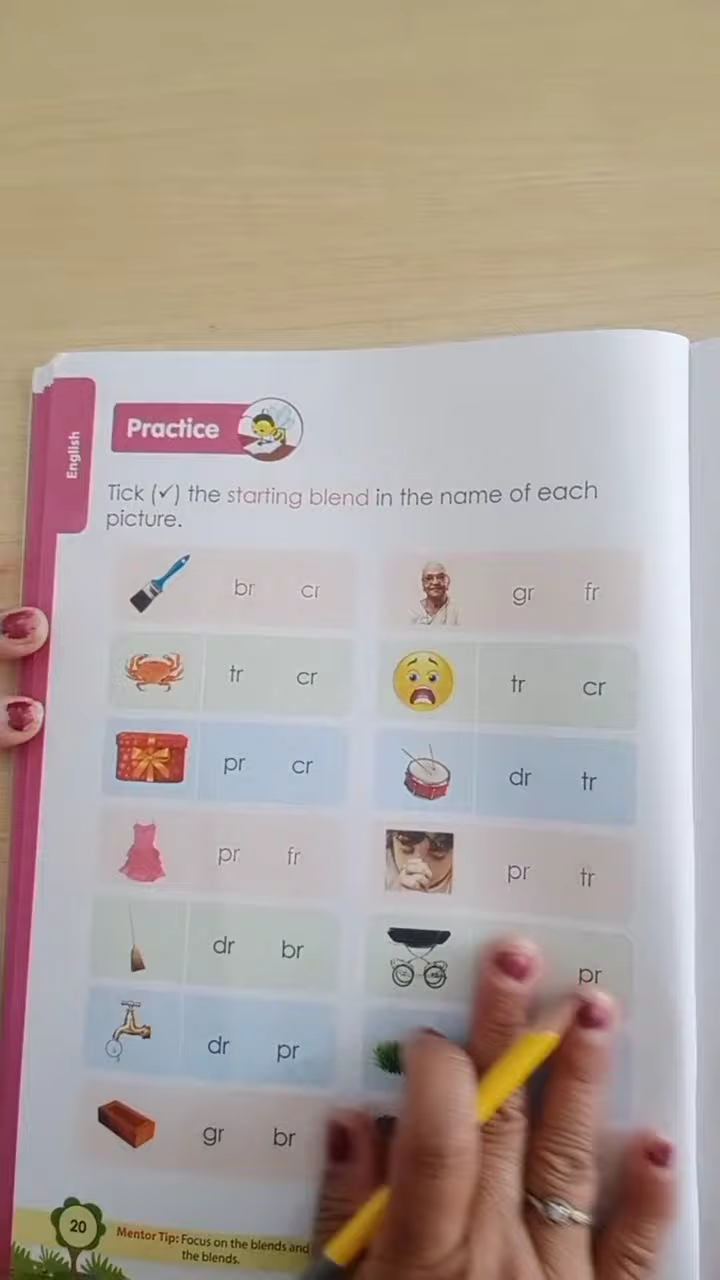 English
Practice
Tick (✓) the starting blend in the name of each
picture.
br cr
gr fr
tr cr
tr cr
pr cr
dr tr
pr fr
pr tr
dr br
pr
dr pr
gr br
20
Mentor Tip: Focus on the blends and
the blends.